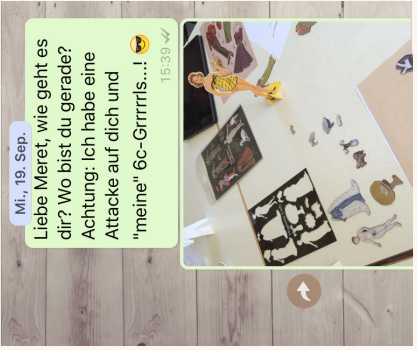 Mi., 19. Sep.
Liebe Meret, wie geht es
dir? Wo bist du gerade?
Achtung: Ich habe eine
Attacke auf dich und
"meine" 6c-Grrrrrls...! 😎
15:39